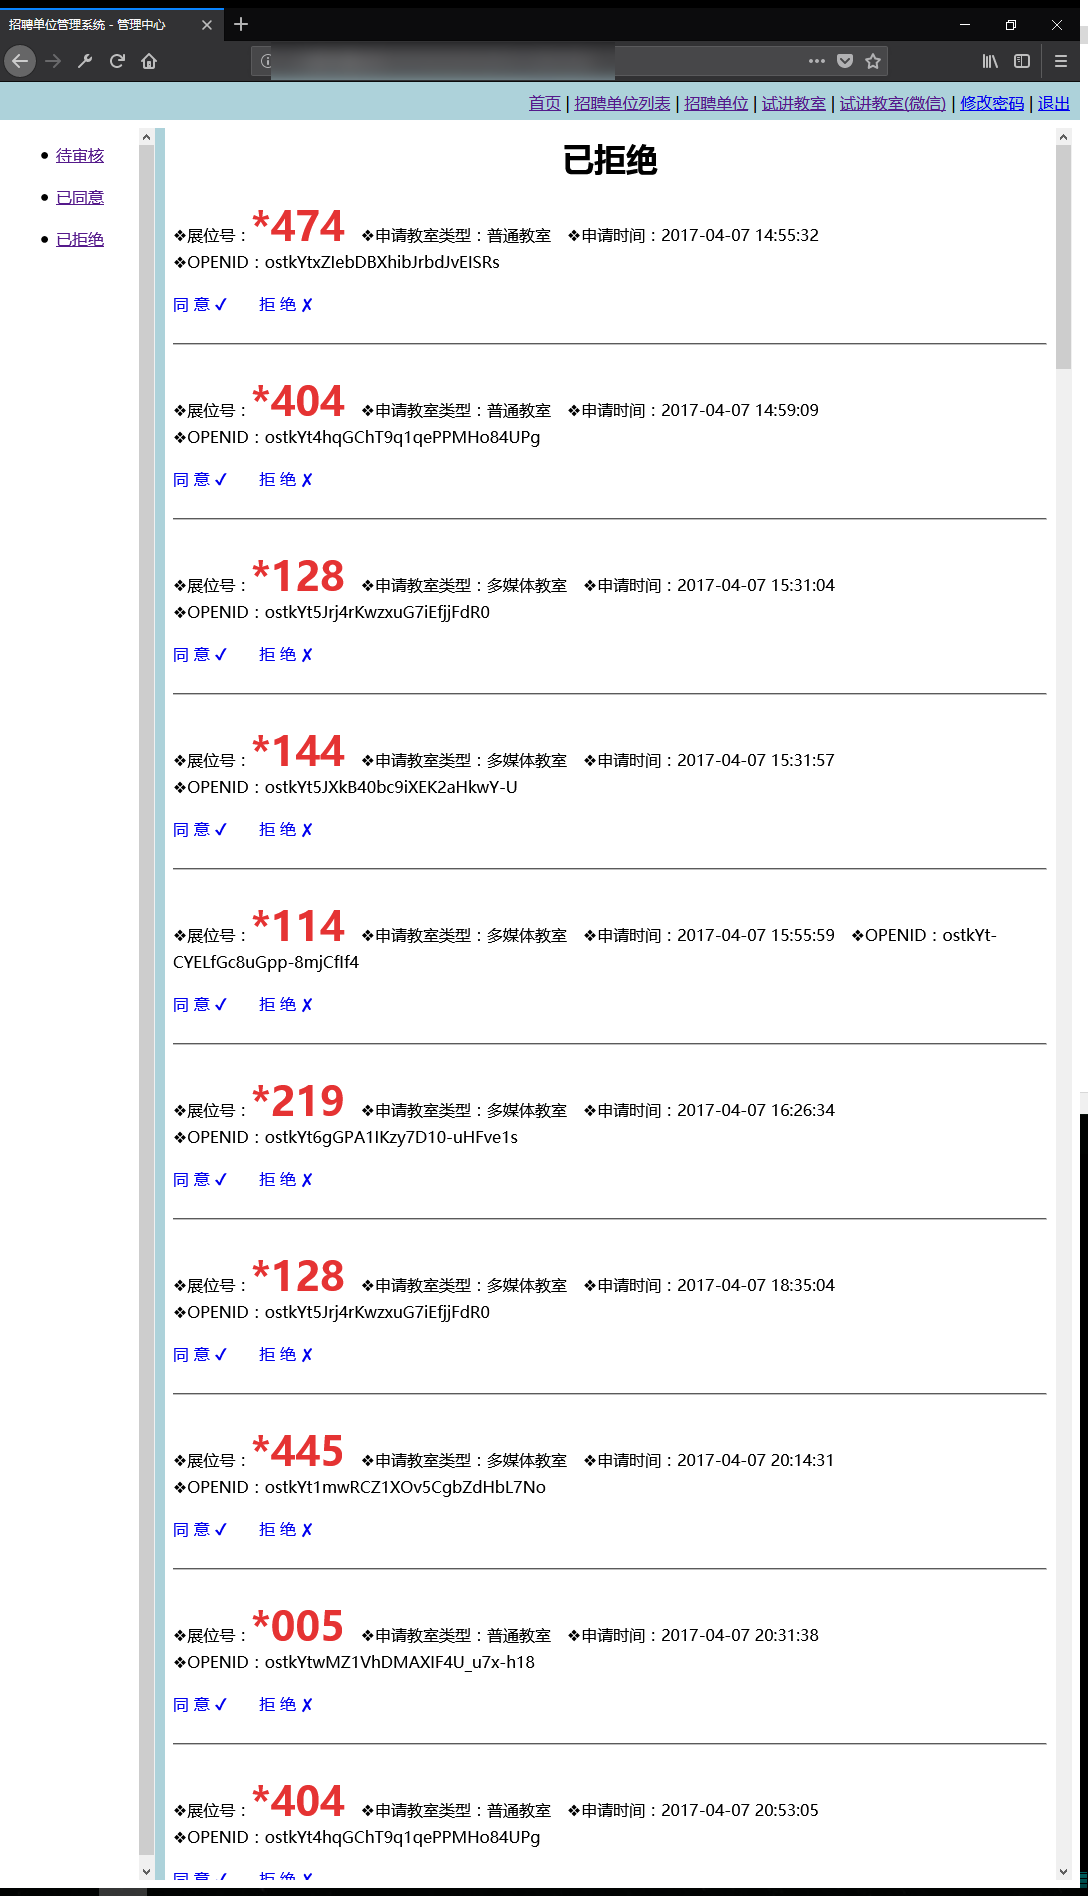 招聘单位管理系统 - 管理中心
首页 | 招聘单位列表 | 招聘单位 | 试讲教室 | 试讲教室(微信) | 修改密码 | 退出
待审核
已同意
已拒绝
已拒绝
❖展位号：*474 ❖申请教室类型：普通教室 ❖申请时间：2017-04-07 14:55:32
❖OPENID：ostkYtxZIebDBXhibJrbdJvEISRs
同 意 ✔ 拒 绝 ✘
❖展位号：*404 ❖申请教室类型：普通教室 ❖申请时间：2017-04-07 14:59:09
❖OPENID：ostkYt4hqGChT9q1qePPMHo84UPg
同 意 ✔ 拒 绝 ✘
❖展位号：*128 ❖申请教室类型：多媒体教室 ❖申请时间：2017-04-07 15:31:04
❖OPENID：ostkYt5Jrj4rKwzxuG7iEfjjFdR0
同 意 ✔ 拒 绝 ✘
❖展位号：*144 ❖申请教室类型：多媒体教室 ❖申请时间：2017-04-07 15:31:57
❖OPENID：ostkYt5JXkB40bc9iXEK2aHkwY-U
同 意 ✔ 拒 绝 ✘
❖展位号：*114 ❖申请教室类型：多媒体教室 ❖申请时间：2017-04-07 15:55:59 ❖OPENID：ostkYt-
CYELfGc8uGpp-8mjCfIf4
同 意 ✔ 拒 绝 ✘
❖展位号：*219 ❖申请教室类型：多媒体教室 ❖申请时间：2017-04-07 16:26:34
❖OPENID：ostkYt6gGPA1IKzy7D10-uHFve1s
同 意 ✔ 拒 绝 ✘
❖展位号：*128 ❖申请教室类型：多媒体教室 ❖申请时间：2017-04-07 18:35:04
❖OPENID：ostkYt5Jrj4rKwzxuG7iEfjjFdR0
同 意 ✔ 拒 绝 ✘
❖展位号：*445 ❖申请教室类型：多媒体教室 ❖申请时间：2017-04-07 20:14:31
❖OPENID：ostkYt1mwRCZ1XOv5CgbZdHbL7No
同 意 ✔ 拒 绝 ✘
❖展位号：*005 ❖申请教室类型：普通教室 ❖申请时间：2017-04-07 20:31:38
❖OPENID：ostkYtwMZ1VhDMAXIF4U_u7x-h18
同 意 ✔ 拒 绝 ✘
❖展位号：*404 ❖申请教室类型：普通教室 ❖申请时间：2017-04-07 20:53:05
❖OPENID：ostkYt4hqGChT9q1qePPMHo84UPg
同 意 ✔ 拒 绝 ✘